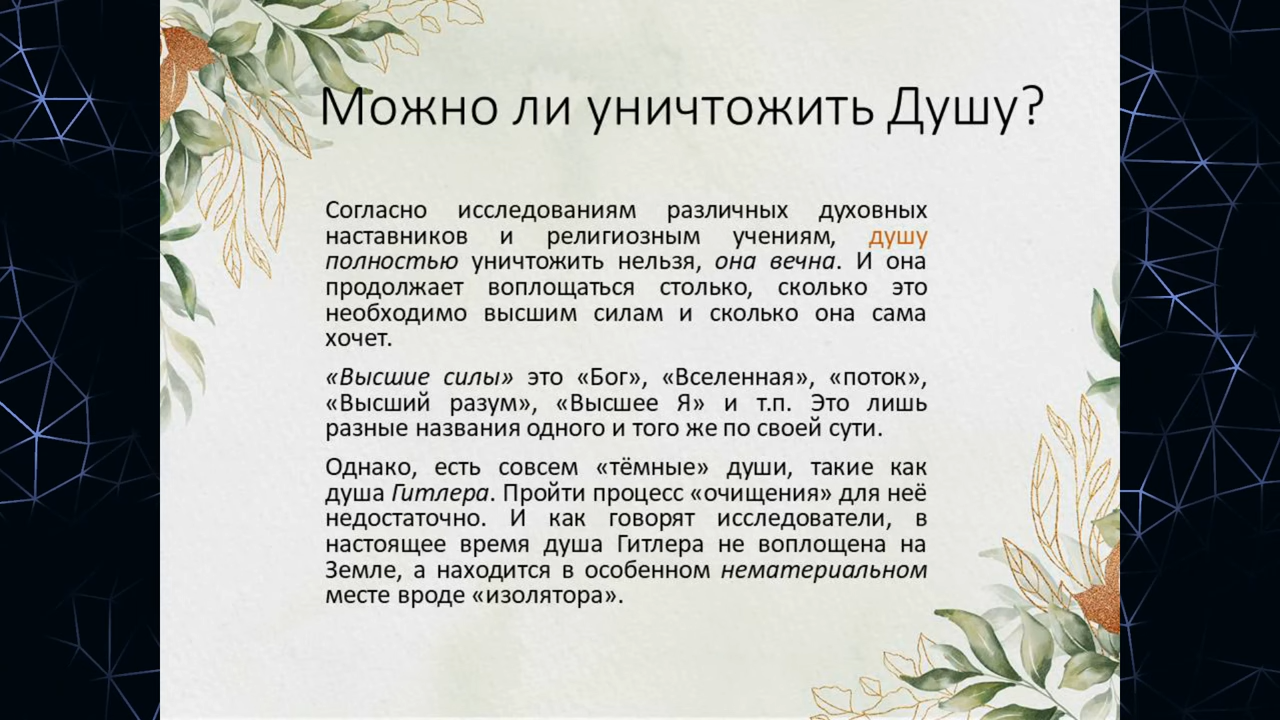 Можно ли уничтожить Душу?
Согласно исследованиям различных духовных
наставников и религиозным учениям, душу
полностью уничтожить нельзя, она вечна. И она
продолжает воплощаться столько, сколько это
необходимо высшим силам и сколько она сама
хочет.
«Высшие силы» это «Бог», «Вселенная», «поток»,
«Высший разум», «Высшее Я» и т.п. Это лишь
разные названия одного и того же по своей сути.
Однако, есть совсем «тёмные» души, такие как
душа Гитлера. Пройти процесс «очищения» для неё
недостаточно. И как говорят исследователи, в
настоящее время душа Гитлера не воплощена на
Земле, а находится в особенном нематериальном
месте вроде «изолятора».